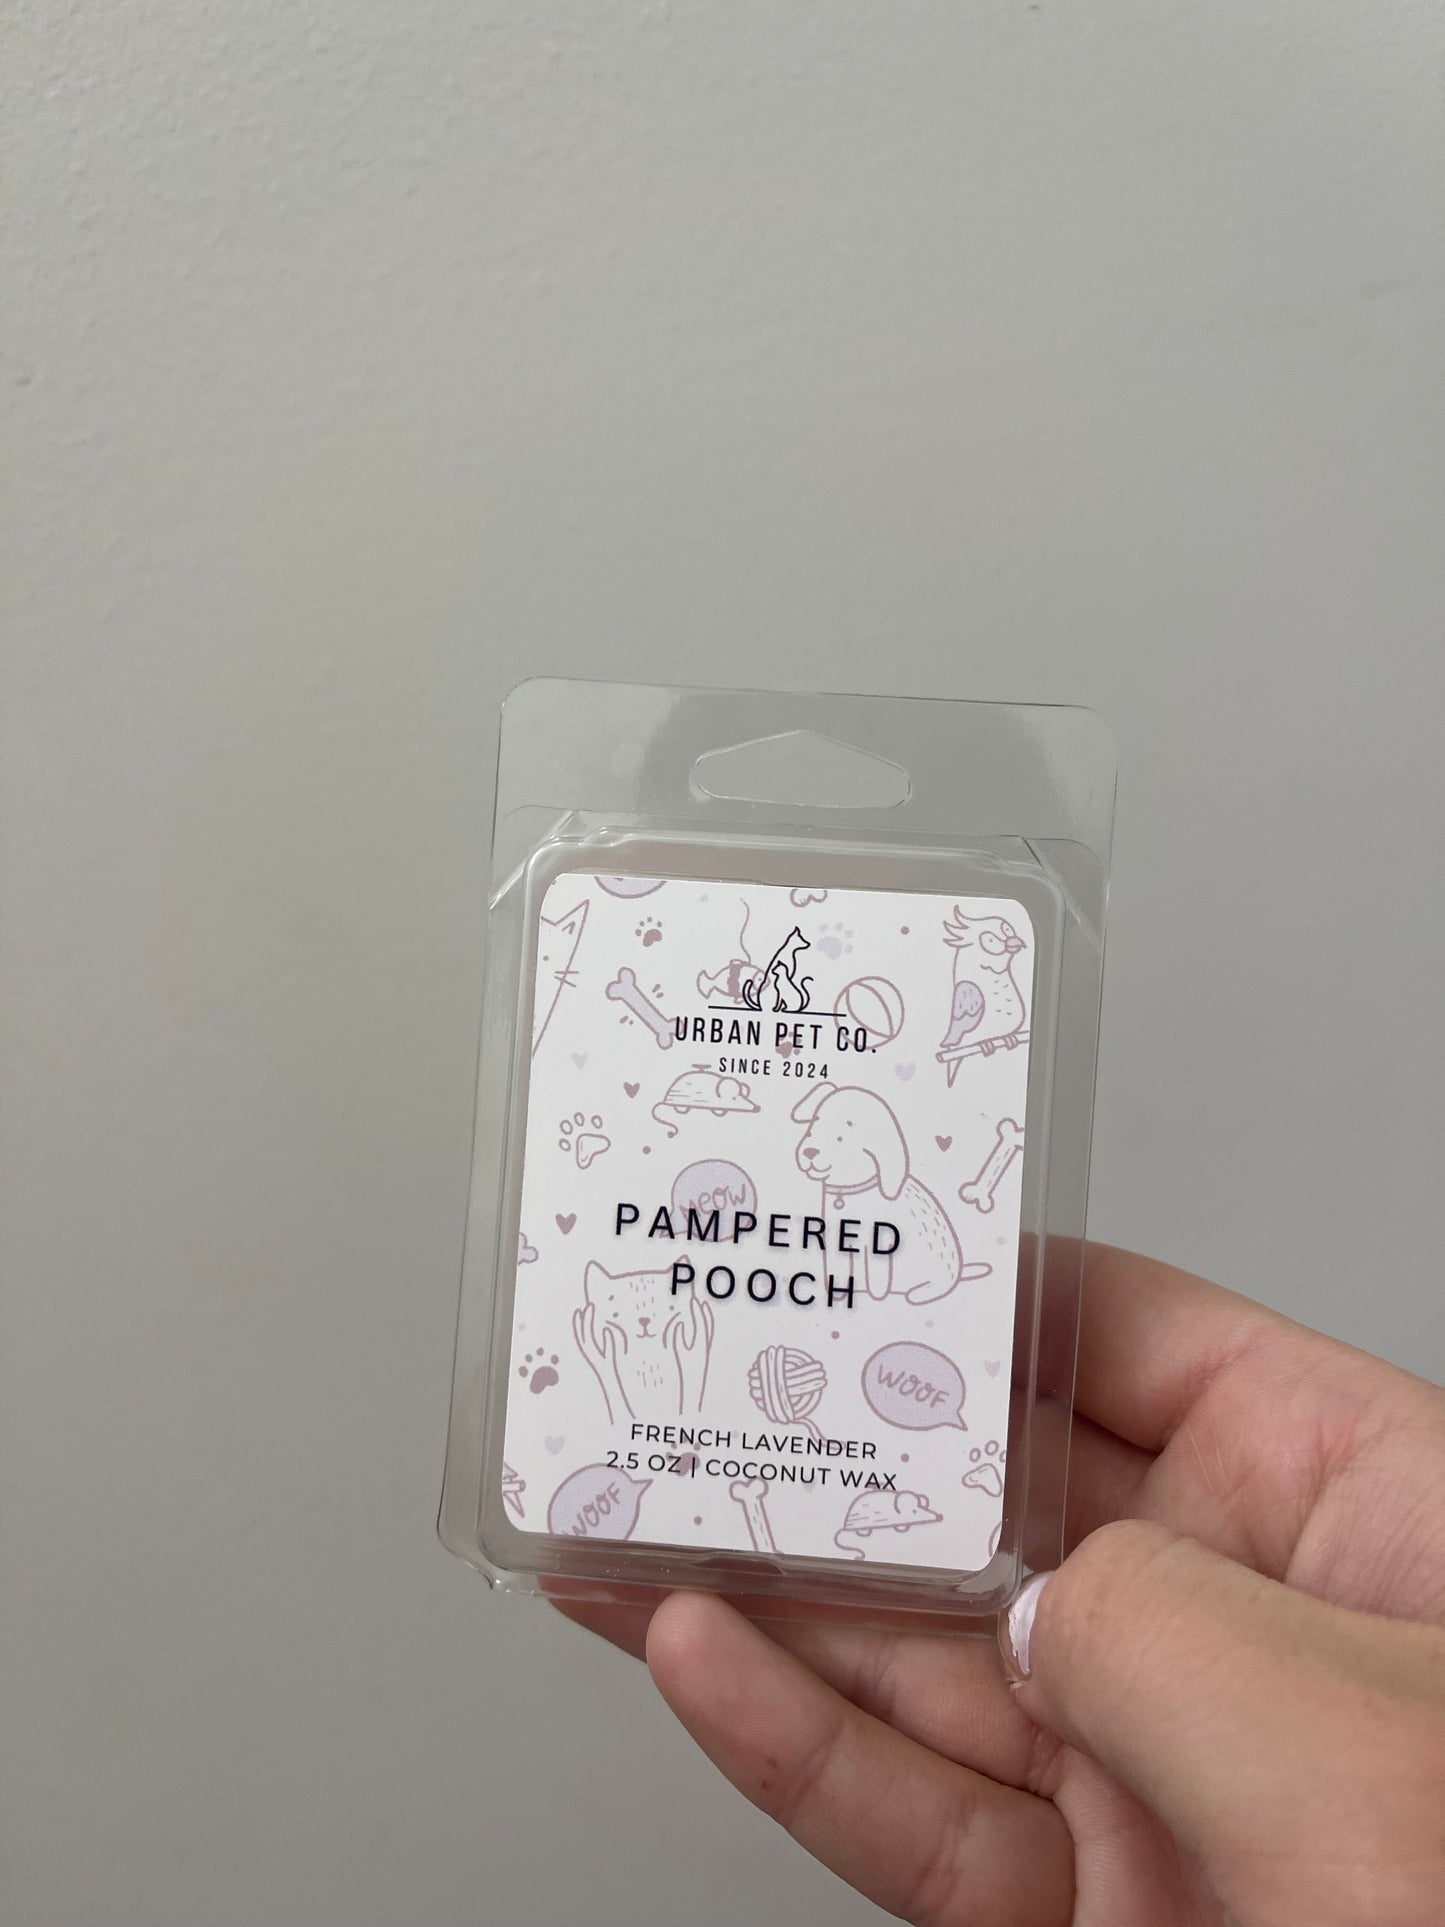 URBAN PET CO.
SINCE 2024
MEOW
PAMPERED
POOCH
WOOF
FRENCH LAVENDER
2.5 OZ | COCONUT WAX
WOOF